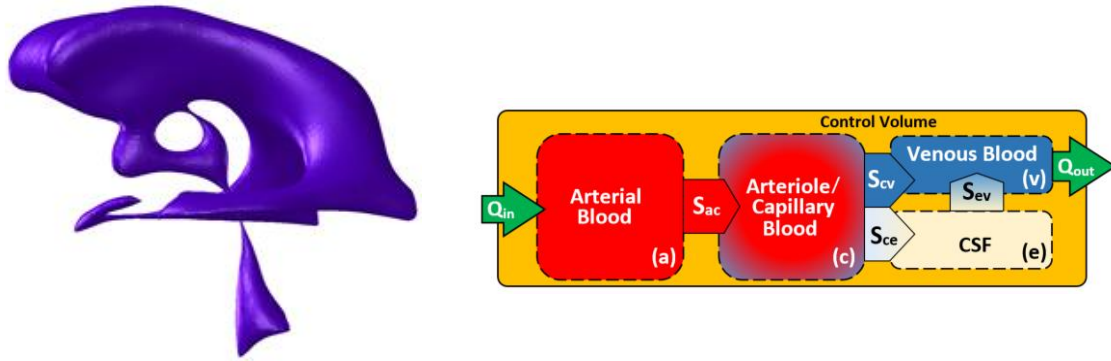 Control Volume
Q_in
Arterial
Blood
(a)
S_ac
Arteriole/
Capillary
Blood
(c)
S_cv
S_ce
Venous Blood
(v)
S_ev
CSF
(e)
Q_out